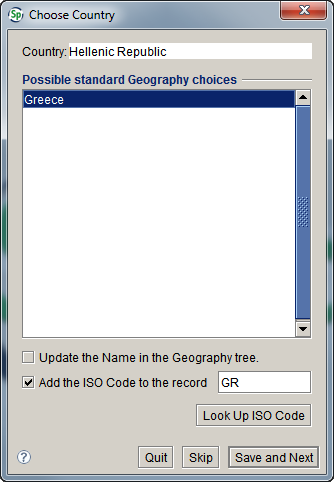 Sp Choose Country
Country: Hellenic Republic
Possible standard Geography choices
Greece
Update the Name in the Geography tree.
Add the ISO Code to the record GR
Look Up ISO Code
? Quit Skip Save and Next